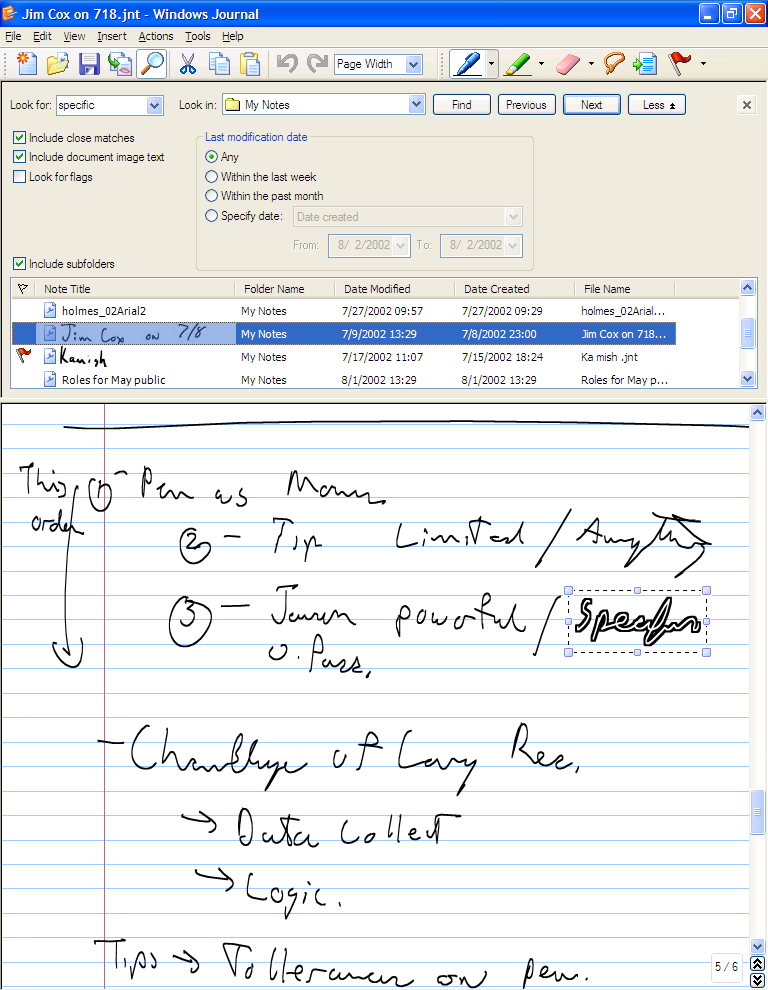 Jim Cox on 718.jnt - Windows Journal
File Edit View Insert Actions Tools Help
Page Width
Look for: specific Look in: My Notes Find Previous Next Less
Include close matches Last modification date
Include document image text Any
Look for flags Within the last week
Within the past month
Specify date: Date created
From: 8/ 2/2002 To: 8/ 2/2002
Include subfolders
Note Title Folder Name Date Modified Date Created File Name
holmes_02Arial2 My Notes 7/27/2002 09:57 7/27/2002 09:29 holmes_02Arial...
Jim Cox on 7/8 My Notes 7/9/2002 13:29 7/8/2002 23:00 Jim Cox on 718...
Kamish My Notes 7/17/2002 11:07 7/15/2002 18:24 Ka mish .jnt
Roles for May public My Notes 8/1/2002 13:29 8/1/2002 13:29 Roles for May p...
This 1 - Pen as
order 2 - Tip Limited / Anything
3 - powerful /
- of Rec.
→ Data Collect
→ Logic.
Tips → on pen.
5 / 6